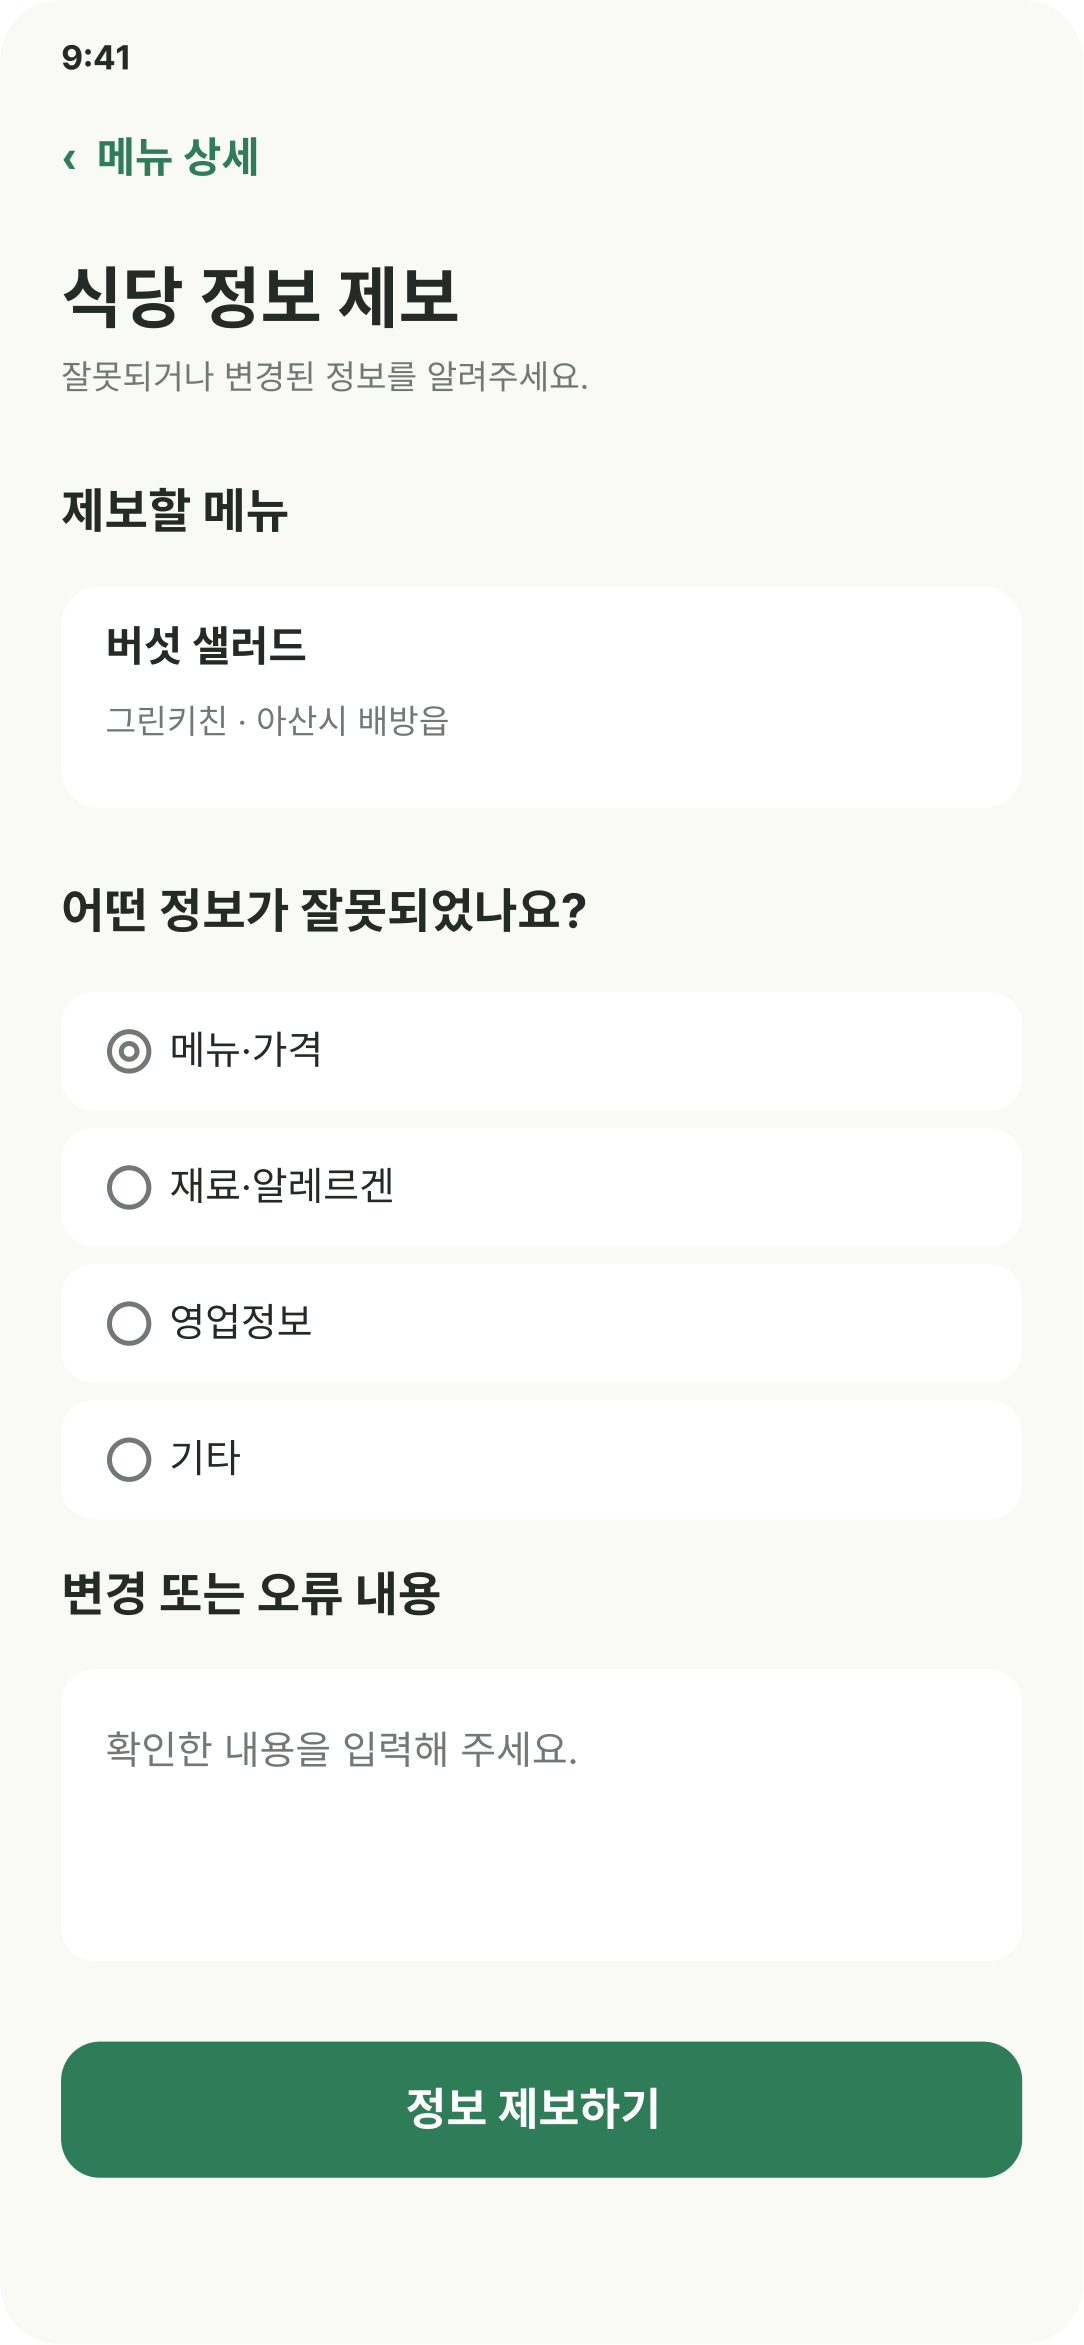 9:41
‹ 메뉴 상세
식당 정보 제보
잘못되거나 변경된 정보를 알려주세요.
제보할 메뉴
버섯 샐러드
그린키친 · 아산시 배방읍
어떤 정보가 잘못되었나요?
메뉴·가격
재료·알레르겐
영업정보
기타
변경 또는 오류 내용
확인한 내용을 입력해 주세요.
정보 제보하기